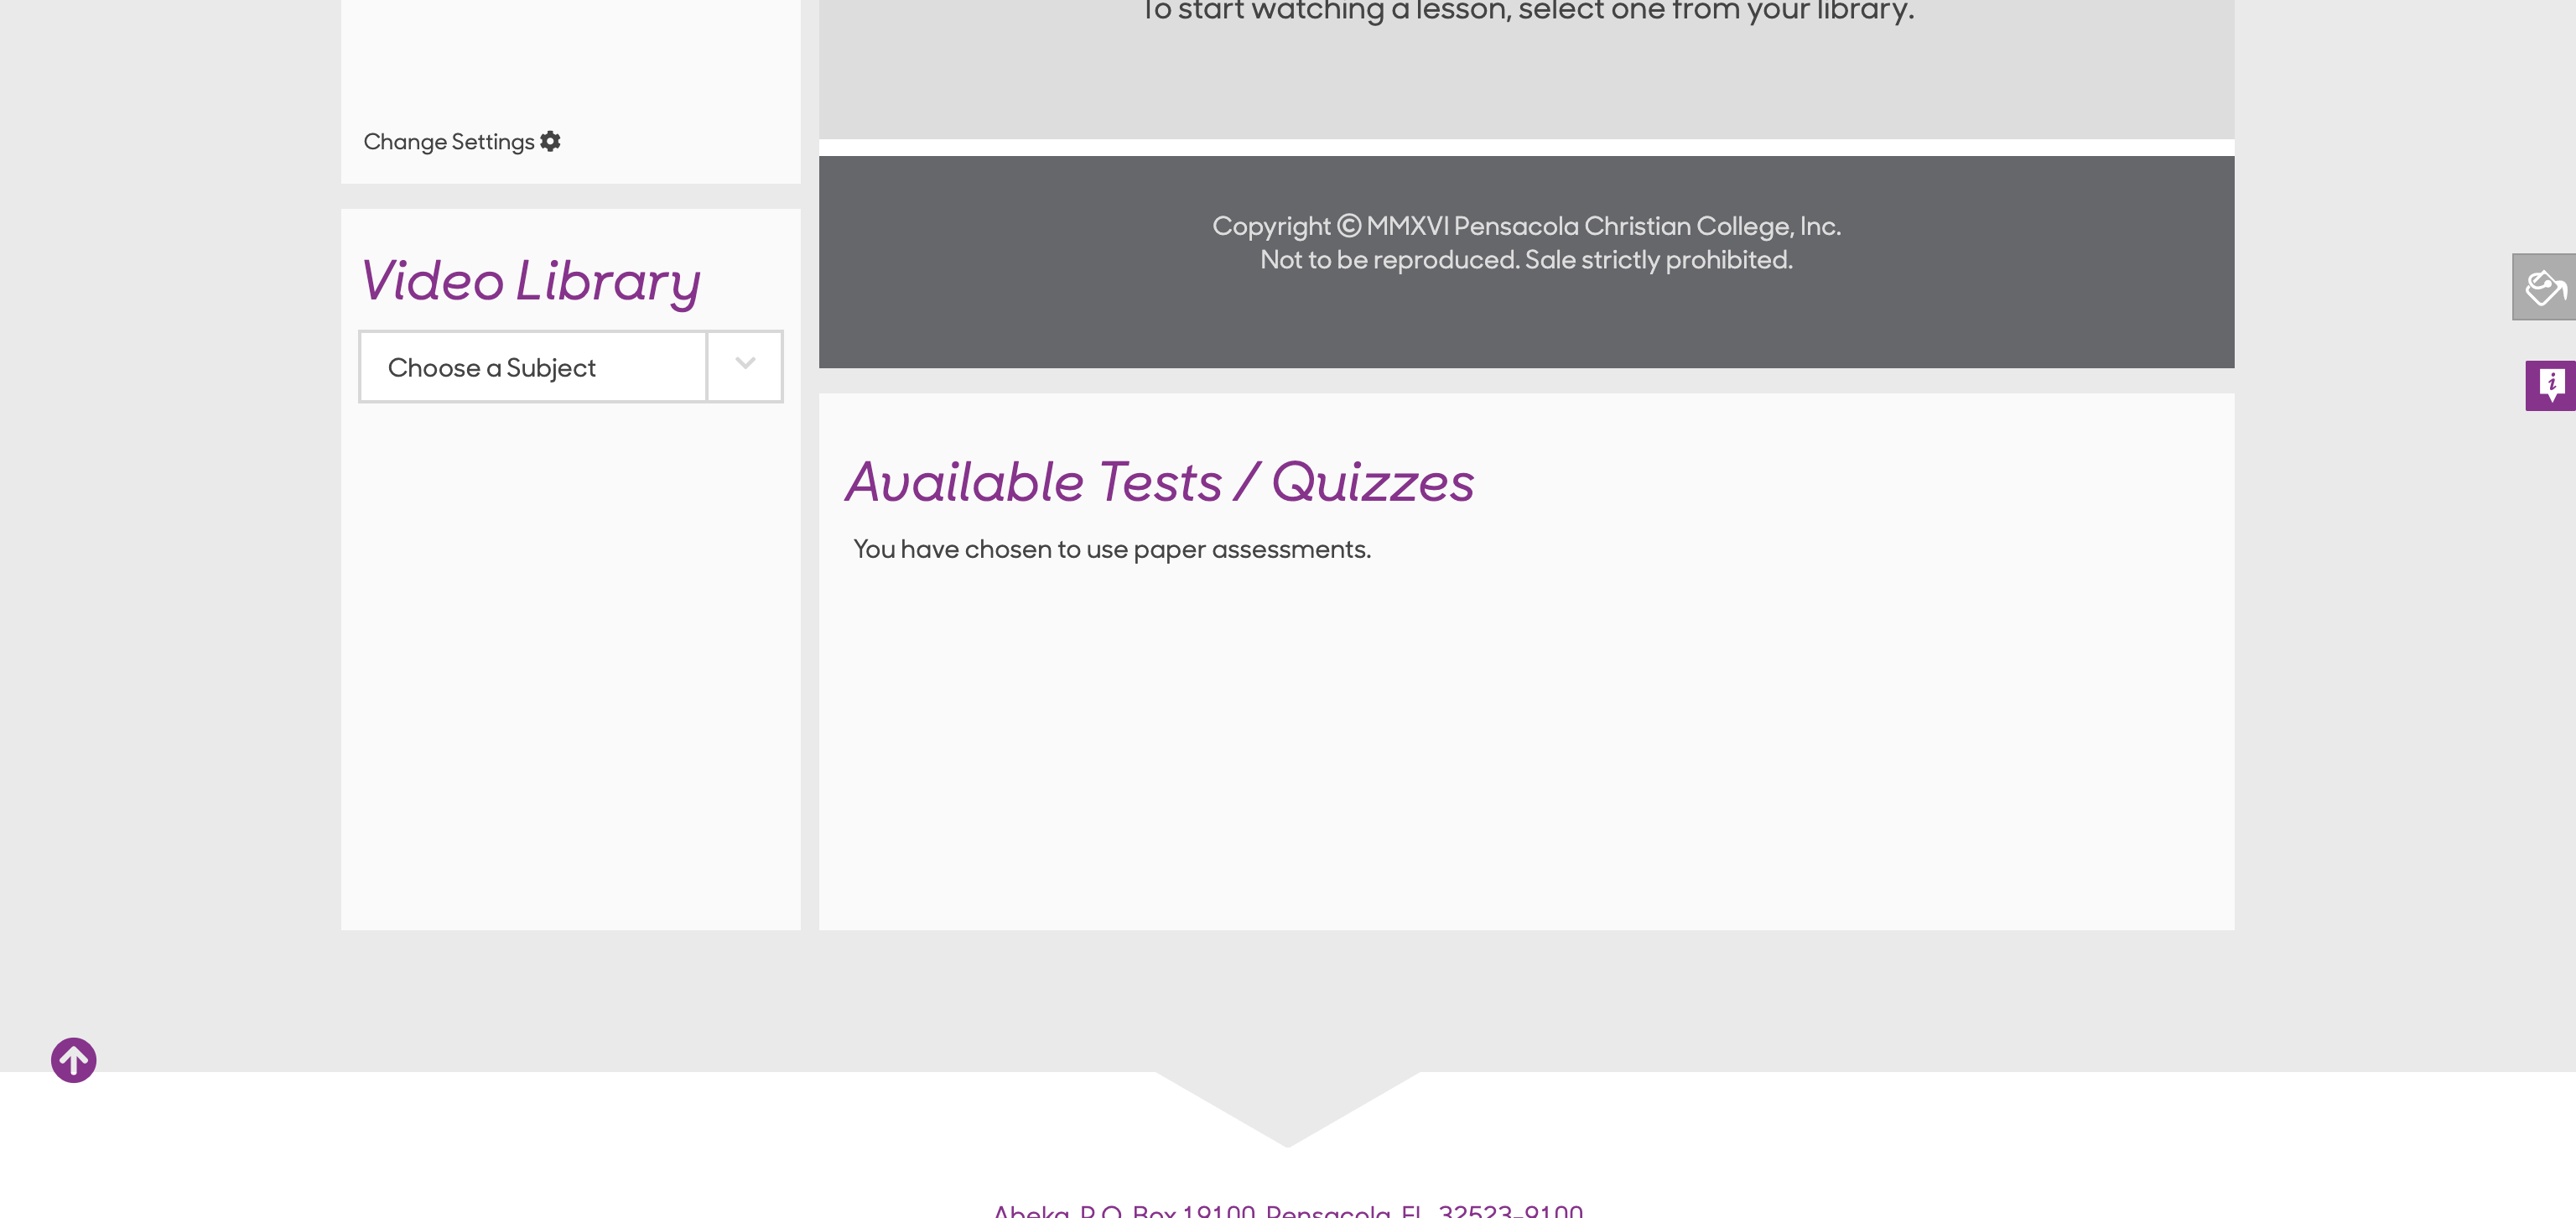 To start watching a lesson, select one from your library.
Change Settings
Copyright © MMXVI Pensacola Christian College, Inc.
Not to be reproduced. Sale strictly prohibited.
Video Library
Choose a Subject
Available Tests / Quizzes
You have chosen to use paper assessments.
Abeka, P.O. Box 19100, Pensacola, FL, 32523-9100